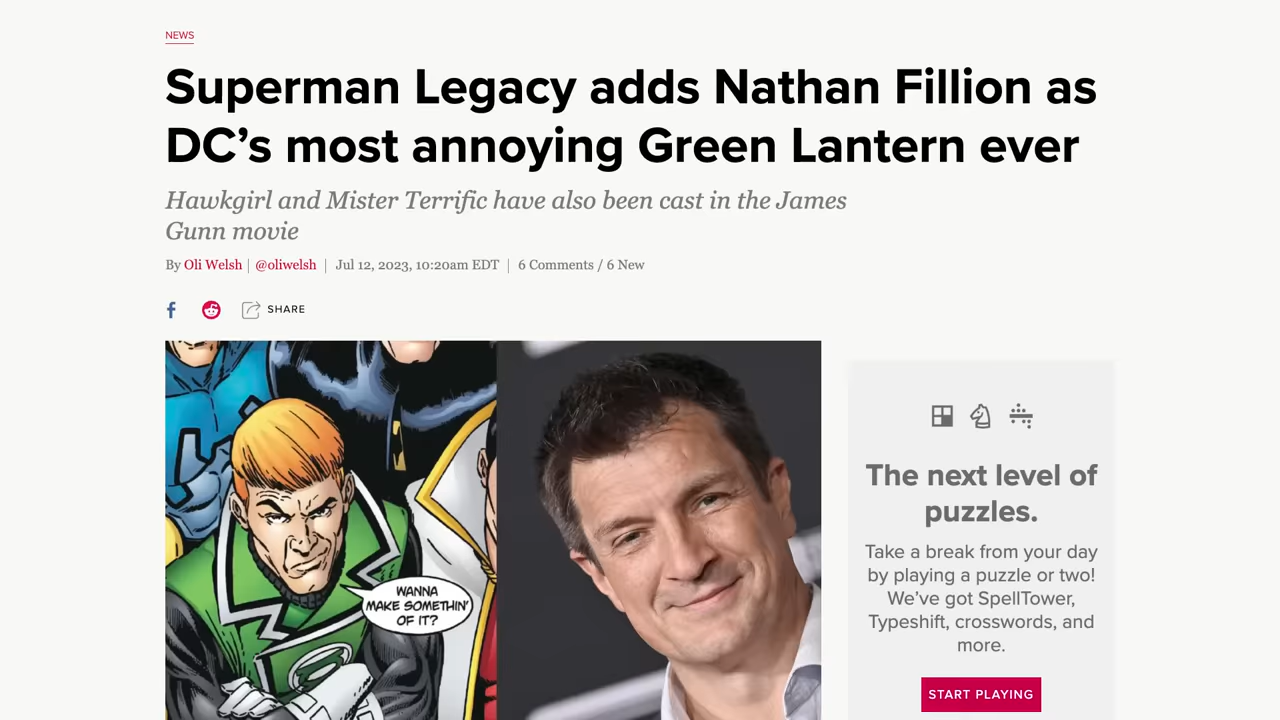 NEWS
Superman Legacy adds Nathan Fillion as
DC’s most annoying Green Lantern ever
Hawkgirl and Mister Terrific have also been cast in the James
Gunn movie
By Oli Welsh | @oliwelsh | Jul 12, 2023, 10:20am EDT | 6 Comments / 6 New
SHARE
WANNA
MAKE SOMETHIN'
OF IT?
The next level of
puzzles.
Take a break from your day
by playing a puzzle or two!
We’ve got SpellTower,
Typeshift, crosswords, and
more.
START PLAYING